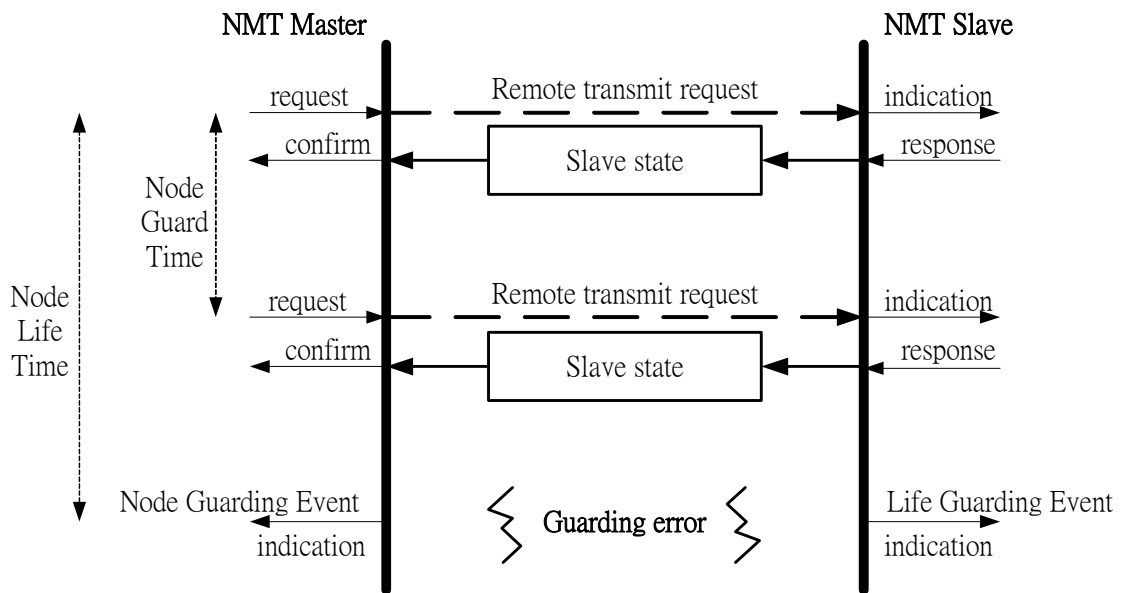 NMT Master
NMT Slave
request
Remote transmit request
indication
confirm
Slave state
response
Node
Guard
Time
Node
Life
Time
request
Remote transmit request
indication
confirm
Slave state
response
Node Guarding Event
indication
Guarding error
Life Guarding Event
indication